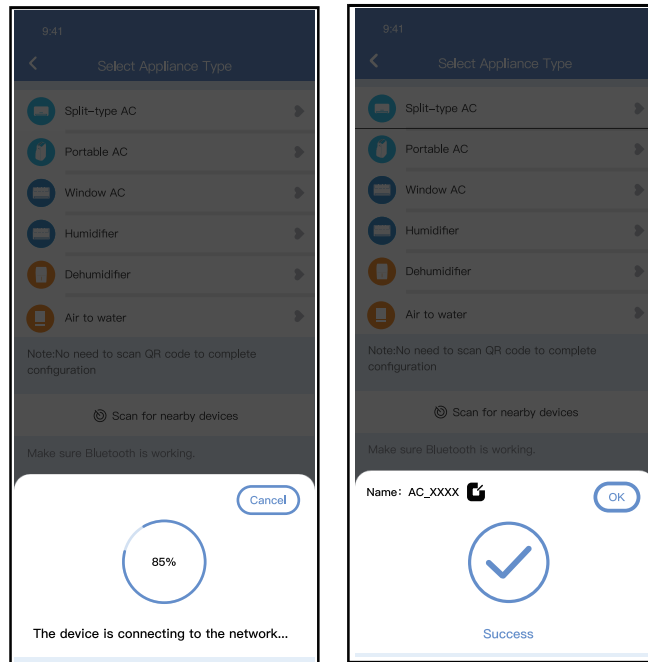 9:41
Select Appliance Type
Split-type AC
Portable AC
Window AC
Humidifier
Dehumidifier
Air to water
Note:No need to scan QR code to complete
configuration
Scan for nearby devices
Make sure Bluetooth is working.
Cancel
85%
The device is connecting to the network...
9:41
Select Appliance Type
Split-type AC
Portable AC
Window AC
Humidifier
Dehumidifier
Air to water
Note:No need to scan QR code to complete
configuration
Scan for nearby devices
Make sure Bluetooth is working.
Name: AC_XXXX
OK
Success